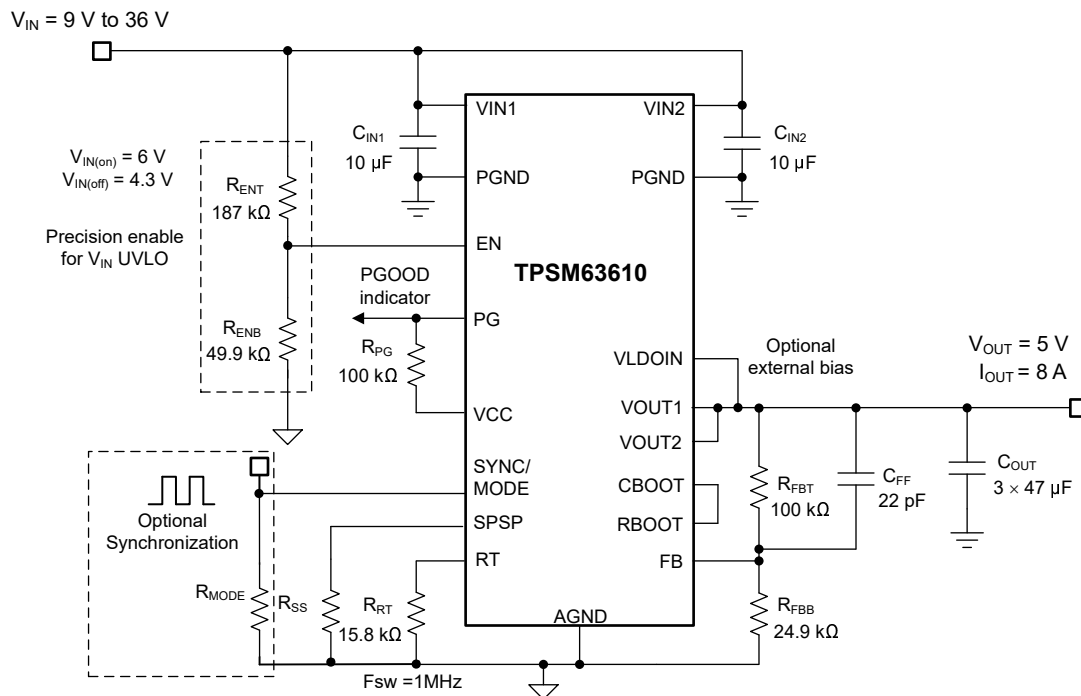 V_IN = 9 V to 36 V
VIN1
VIN2
C_IN1
10 µF
C_IN2
10 µF
PGND
PGND
V_IN(on) = 6 V
V_IN(off) = 4.3 V
R_ENT
187 kΩ
Precision enable
for V_IN UVLO
EN
TPSM63610
PGOOD
indicator
PG
R_ENB
49.9 kΩ
R_PG
100 kΩ
VLDOIN
Optional
external bias
V_OUT = 5 V
I_OUT = 8 A
VCC
VOUT1
VOUT2
SYNC/
MODE
CBOOT
RBOOT
R_FBT
100 kΩ
C_FF
22 pF
C_OUT
3 × 47 µF
Optional
Synchronization
SPSP
RT
FB
R_MODE
R_SS
R_RT
15.8 kΩ
AGND
R_FBB
24.9 kΩ
Fsw =1MHz